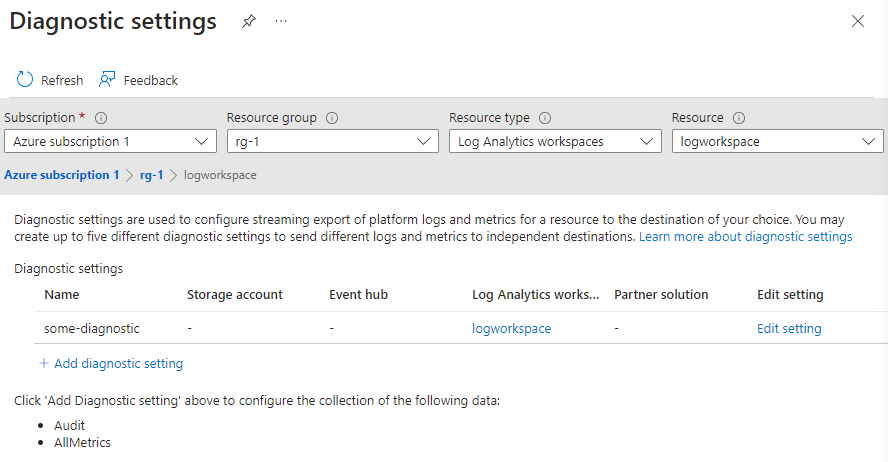 Diagnostic settings
Refresh Feedback
Subscription * Resource group Resource type Resource
Azure subscription 1 rg-1 Log Analytics workspaces logworkspace
Azure subscription 1 > rg-1 > logworkspace
Diagnostic settings are used to configure streaming export of platform logs and metrics for a resource to the destination of your choice. You may
create up to five different diagnostic settings to send different logs and metrics to independent destinations. Learn more about diagnostic settings
Diagnostic settings
Name Storage account Event hub Log Analytics works... Partner solution Edit setting
some-diagnostic - - logworkspace - Edit setting
+ Add diagnostic setting
Click 'Add Diagnostic setting' above to configure the collection of the following data:
• Audit
• AllMetrics